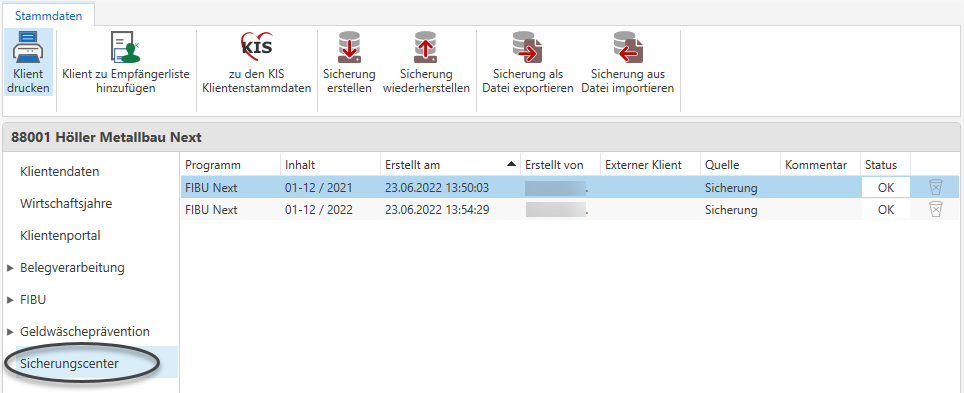 Stammdaten
Klient
drucken
Klient zu Empfängerliste
hinzufügen
KIS
zu den KIS
Klientenstammdaten
Sicherung
erstellen
Sicherung
wiederherstellen
Sicherung als
Datei exportieren
Sicherung aus
Datei importieren
88001 Höller Metallbau Next
Klientendaten
Wirtschaftsjahre
Klientenportal
Belegverarbeitung
FIBU
Geldwäscheprävention
Sicherungscenter
Programm Inhalt Erstellt am Erstellt von Externer Klient Quelle Kommentar Status
FIBU Next 01-12 / 2021 23.06.2022 13:50:03 . Sicherung OK
FIBU Next 01-12 / 2022 23.06.2022 13:54:29 . Sicherung OK